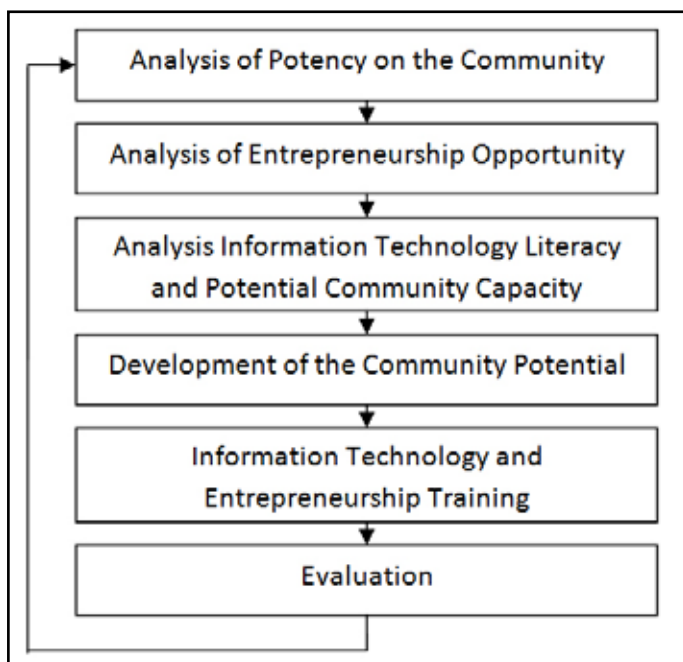 Analysis of Potency on the Community
Analysis of Entrepreneurship Opportunity
Analysis Information Technology Literacy
and Potential Community Capacity
Development of the Community Potential
Information Technology and
Entrepreneurship Training
Evaluation